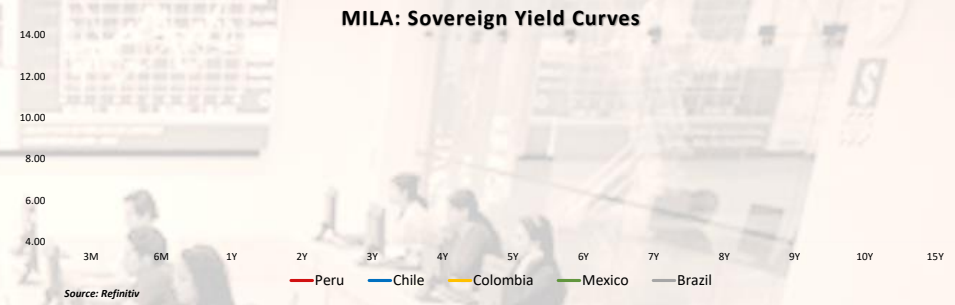 MILA: Sovereign Yield Curves
14.00
12.00
10.00
8.00
6.00
4.00
3M 6M 1Y 2Y 3Y 4Y 5Y 6Y 7Y 8Y 9Y 10Y 15Y
Peru Chile Colombia Mexico Brazil
Source: Refinitiv